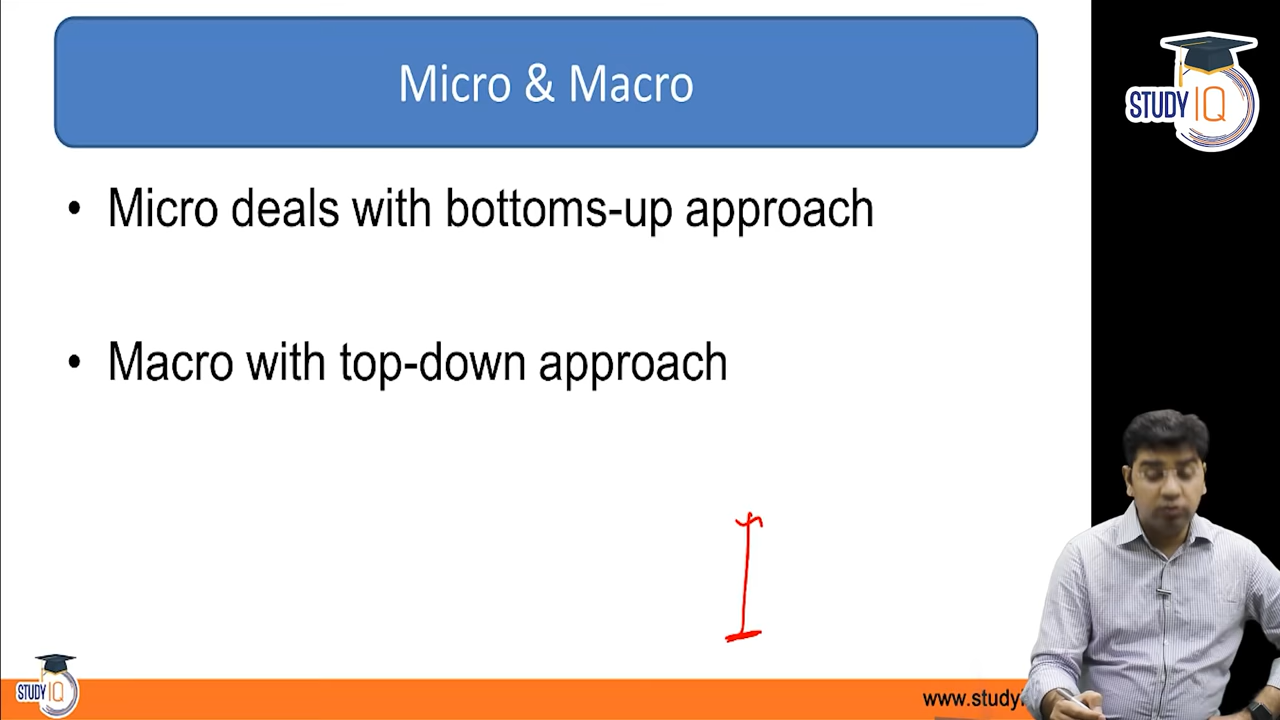 Micro & Macro
STUDY IQ
• Micro deals with bottoms-up approach
• Macro with top-down approach
STUDY IQ
www.study